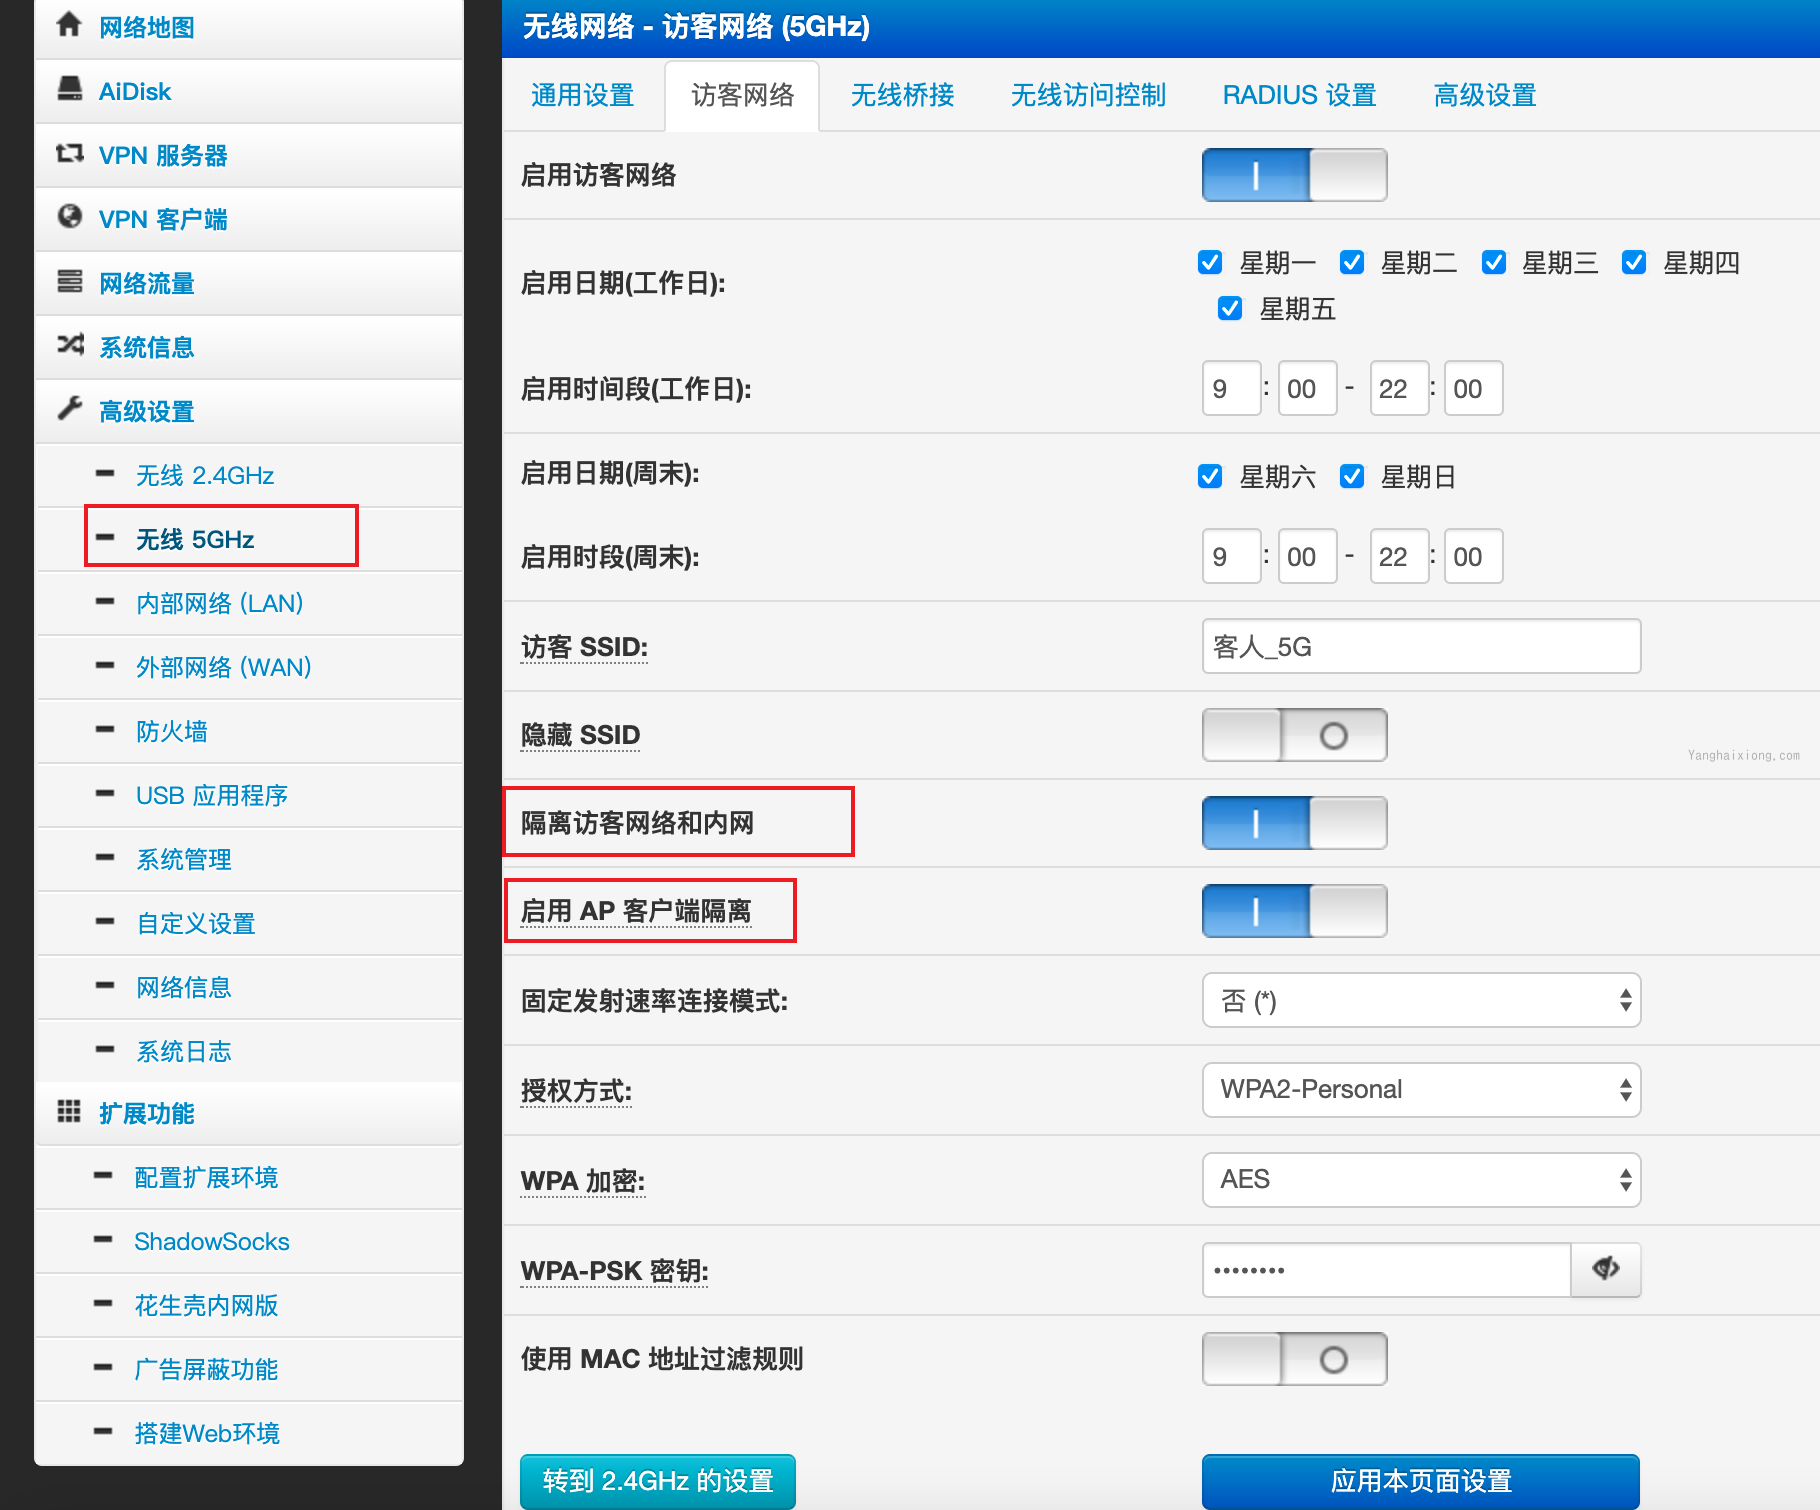 网络地图
AiDisk
VPN 服务器
VPN 客户端
网络流量
系统信息
高级设置
无线 2.4GHz
无线 5GHz
内部网络 (LAN)
外部网络 (WAN)
防火墙
USB 应用程序
系统管理
自定义设置
网络信息
系统日志
扩展功能
配置扩展环境
ShadowSocks
花生壳内网版
广告屏蔽功能
搭建Web环境
无线网络 - 访客网络 (5GHz)
通用设置 访客网络 无线桥接 无线访问控制 RADIUS 设置 高级设置
启用访客网络
启用日期(工作日): 星期一 星期二 星期三 星期四
星期五
启用时间段(工作日): 9 : 00 - 22 : 00
启用日期(周末): 星期六 星期日
启用时段(周末): 9 : 00 - 22 : 00
访客 SSID: 客人_5G
隐藏 SSID
Yanghaixiong.com
隔离访客网络和内网
启用 AP 客户端隔离
固定发射速率连接模式: 否 (*)
授权方式: WPA2-Personal
WPA 加密: AES
WPA-PSK 密钥: ••••••••
使用 MAC 地址过滤规则
转到 2.4GHz 的设置 应用本页面设置